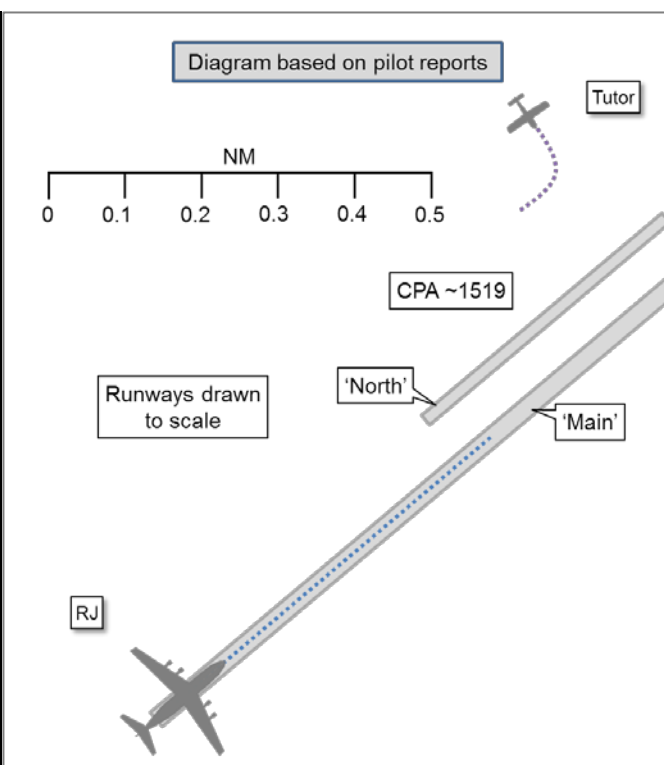 Diagram based on pilot reports
Tutor
NM
0 0.1 0.2 0.3 0.4 0.5
CPA ~1519
'North'
Runways drawn
to scale
'Main'
RJ